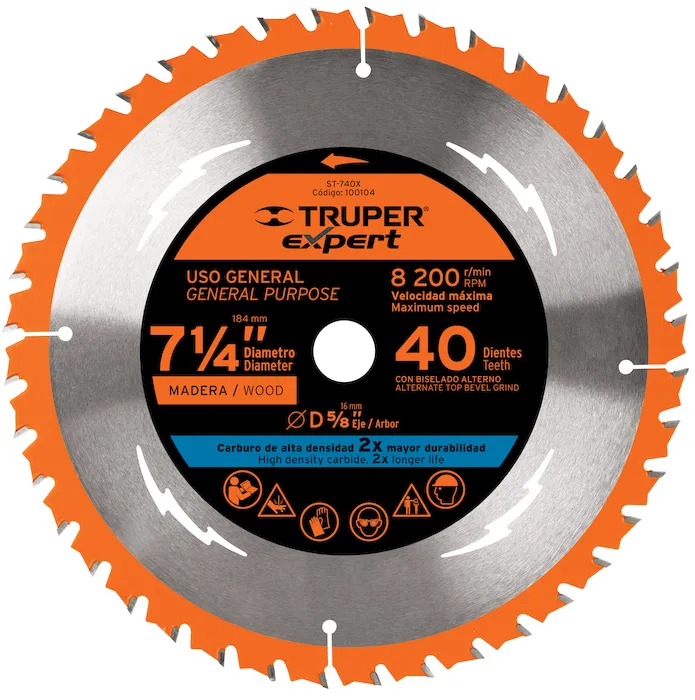 ST-740X
Código: 100104
TRUPER®
expert
USO GENERAL
GENERAL PURPOSE
8 200 r/min
RPM
Velocidad máxima
Maximum speed
184 mm
7 1/4" Diametro
Diameter
40 Dientes
Teeth
MADERA / WOOD
CON BISELADO ALTERNO
ALTERNATE TOP BEVEL GRIND
16 mm
Ø D 5/8" Eje / Arbor
Carburo de alta densidad 2x mayor durabilidad
High density carbide, 2x longer life